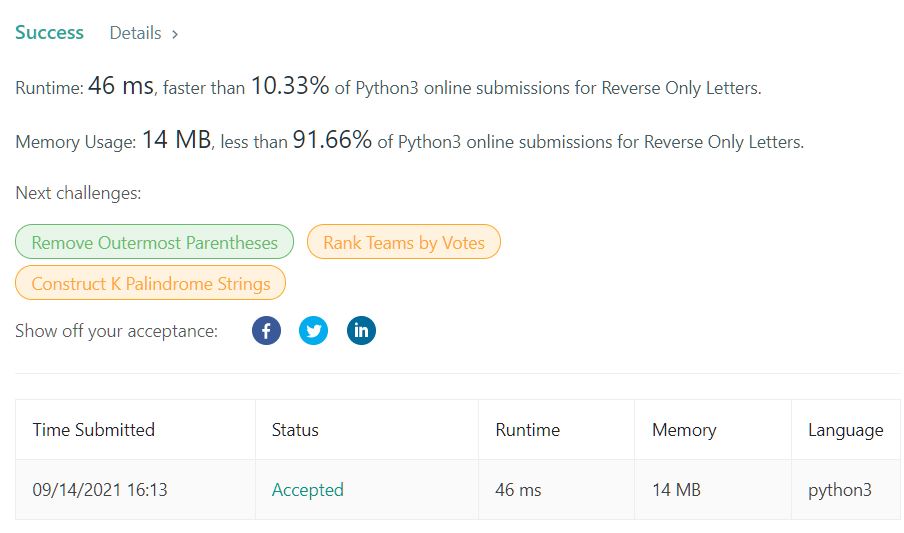 Success Details >
Runtime: 46 ms, faster than 10.33% of Python3 online submissions for Reverse Only Letters.
Memory Usage: 14 MB, less than 91.66% of Python3 online submissions for Reverse Only Letters.
Next challenges:
Remove Outermost Parentheses Rank Teams by Votes
Construct K Palindrome Strings
Show off your acceptance: f in
Time Submitted Status Runtime Memory Language
09/14/2021 16:13 Accepted 46 ms 14 MB python3